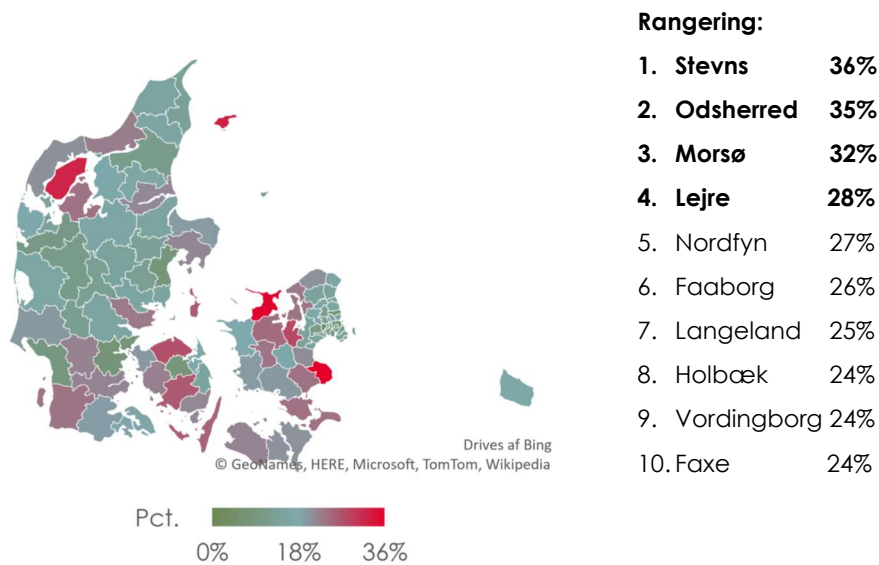 Rangering:
1. Stevns 36%
2. Odsherred 35%
3. Morsø 32%
4. Lejre 28%
5. Nordfyn 27%
6. Faaborg 26%
7. Langeland 25%
8. Holbæk 24%
9. Vordingborg 24%
10. Faxe 24%
Drives af Bing
© GeoNames, HERE, Microsoft, TomTom, Wikipedia
Pct.
0% 18% 36%